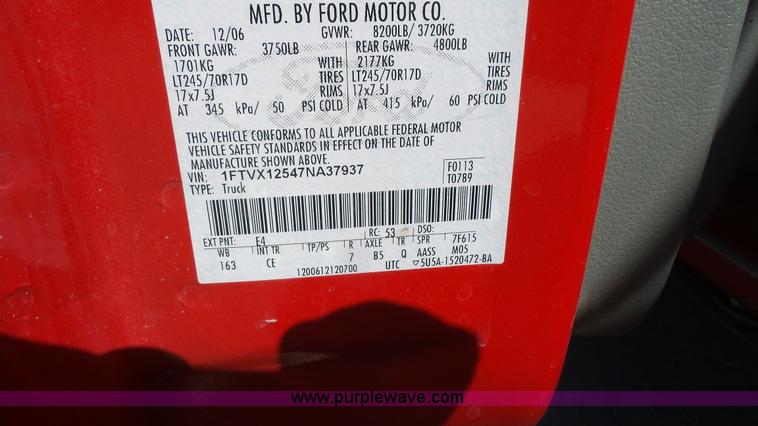 MFD. BY FORD MOTOR CO.
DATE: 12/06 GVWR: 8200LB/ 3720KG
FRONT GAWR: 3750LB REAR GAWR: 4800LB
1701KG WITH 2177KG WITH
LT245/70R17D TIRES LT245/70R17D TIRES
17x7.5J RIMS 17x7.5J RIMS
AT 345 kPa/ 50 PSI COLD AT 415 kPa/ 60 PSI COLD
THIS VEHICLE CONFORMS TO ALL APPLICABLE FEDERAL MOTOR
VEHICLE SAFETY STANDARDS IN EFFECT ON THE DATE OF
MANUFACTURE SHOWN ABOVE.
VIN: 1FTVX12547NA37937 F0113
TYPE: Truck T0789
EXT PNT: E4 RC: 53 DSO:
WB INT TR TP/PS R AXLE TR SPR 7F615
163 CE 7 B5 Q AASS M05
1200612120700 UTC ▽5U5A-1520472-BA
www.purplewave.com